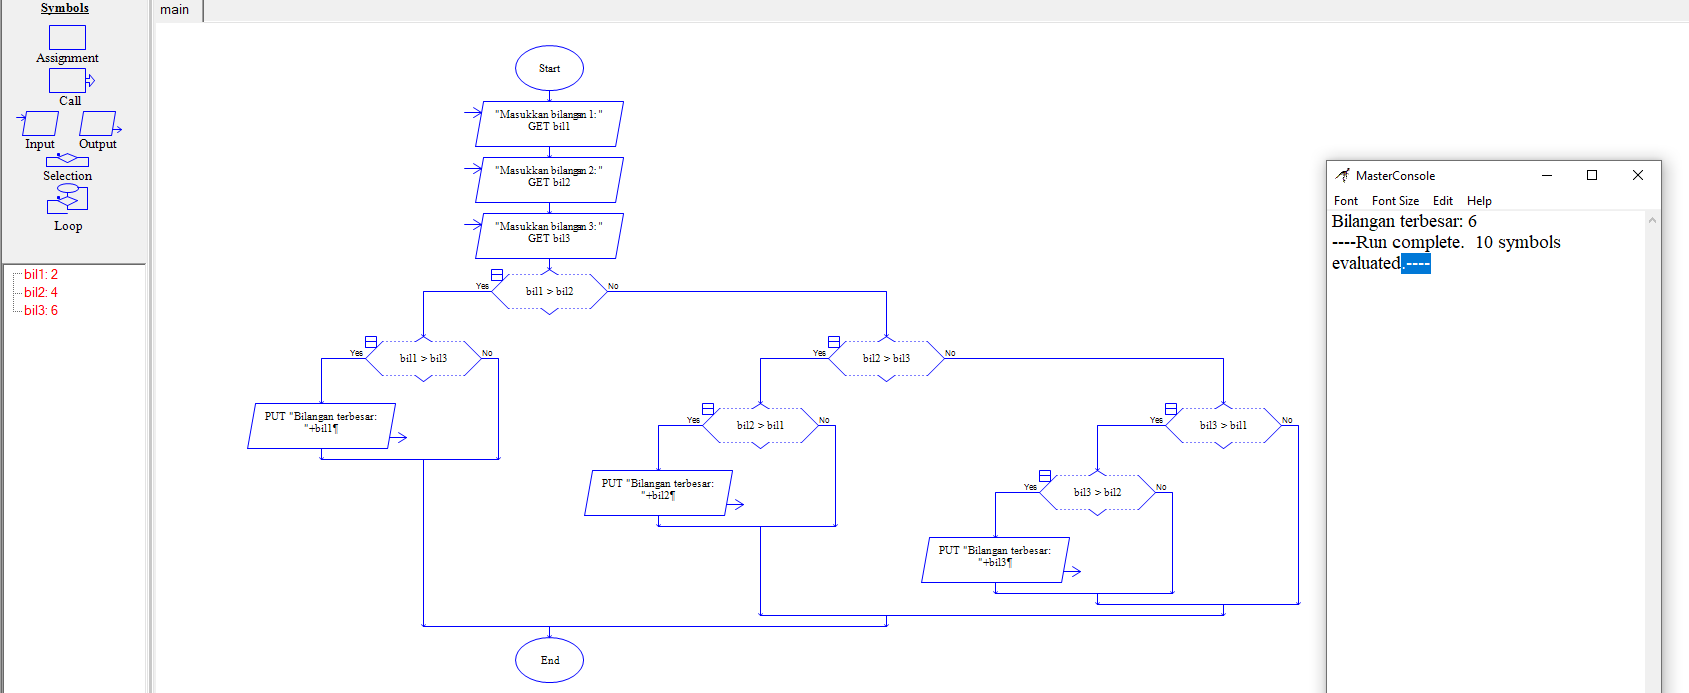 Symbols
Assignment
Call
Input
Output
Selection
Loop
bil1: 2
bil2: 4
bil3: 6
main
Start
"Masukkan bilangan 1: "
GET bil1
"Masukkan bilangan 2: "
GET bil2
"Masukkan bilangan 3: "
GET bil3
Yes
bil1 > bil2
No
Yes
bil1 > bil3
No
PUT "Bilangan terbesar:
"+bil1¶
Yes
bil2 > bil3
No
Yes
bil2 > bil1
No
PUT "Bilangan terbesar:
"+bil2¶
Yes
bil3 > bil1
No
Yes
bil3 > bil2
No
PUT "Bilangan terbesar:
"+bil3¶
End
MasterConsole
Font Font Size Edit Help
Bilangan terbesar: 6
----Run complete.  10 symbols
evaluated.----